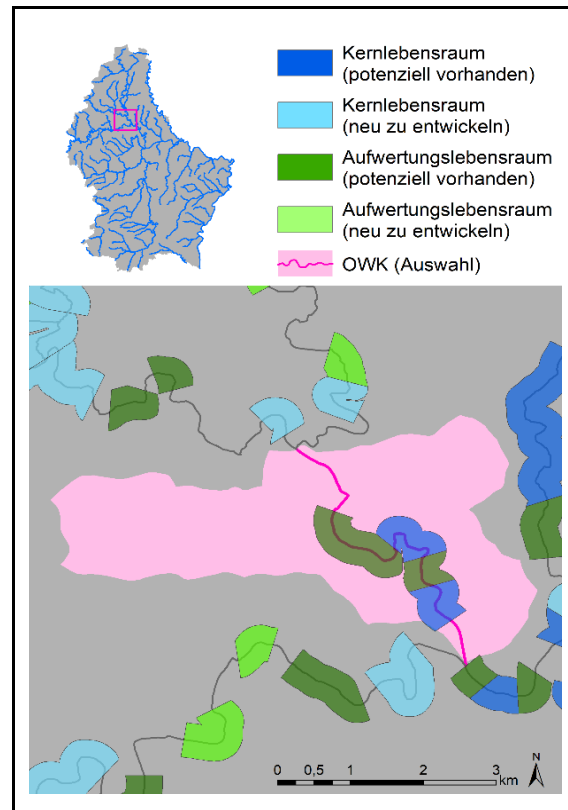 Kernlebensraum
(potenziell vorhanden)
Kernlebensraum
(neu zu entwickeln)
Aufwertungslebensraum
(potenziell vorhanden)
Aufwertungslebensraum
(neu zu entwickeln)
OWK (Auswahl)
N
0 0,5 1 2 3
km